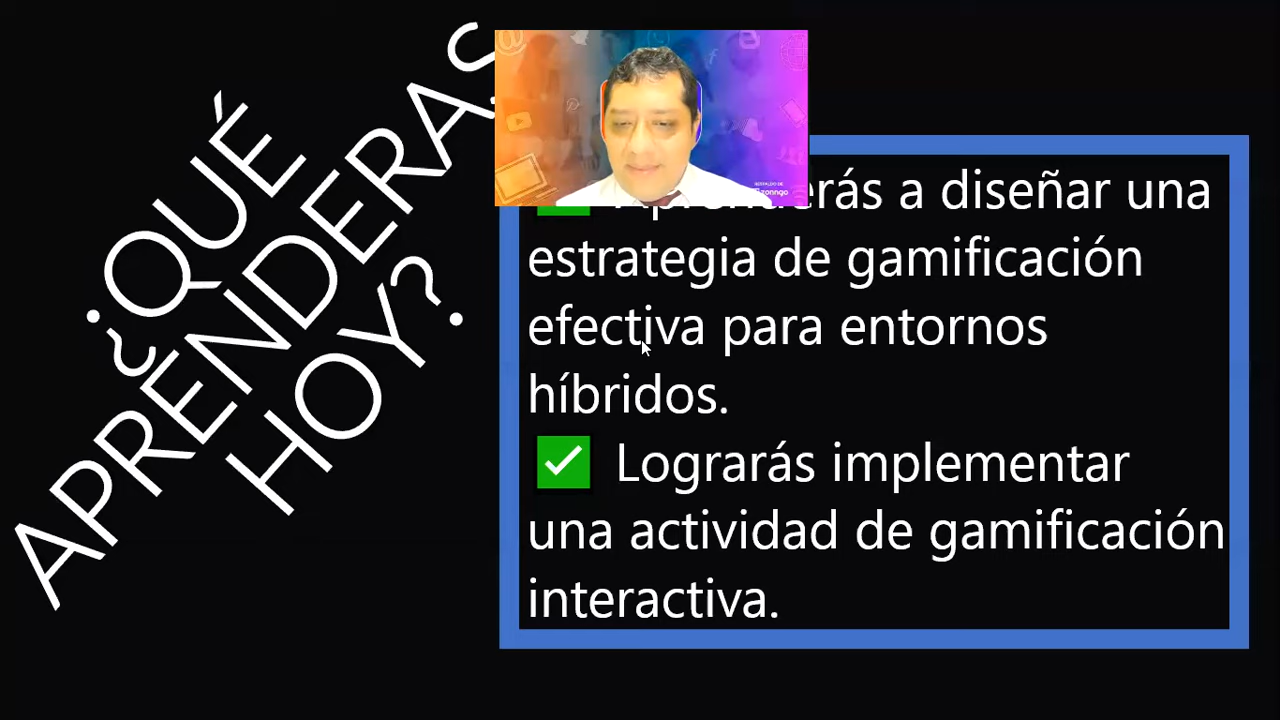 ¿QUÉ
APRENDERAS
HOY?
Aprenderás a diseñar una
estrategia de gamificación
efectiva para entornos
híbridos.
Lograrás implementar
una actividad de gamificación
interactiva.